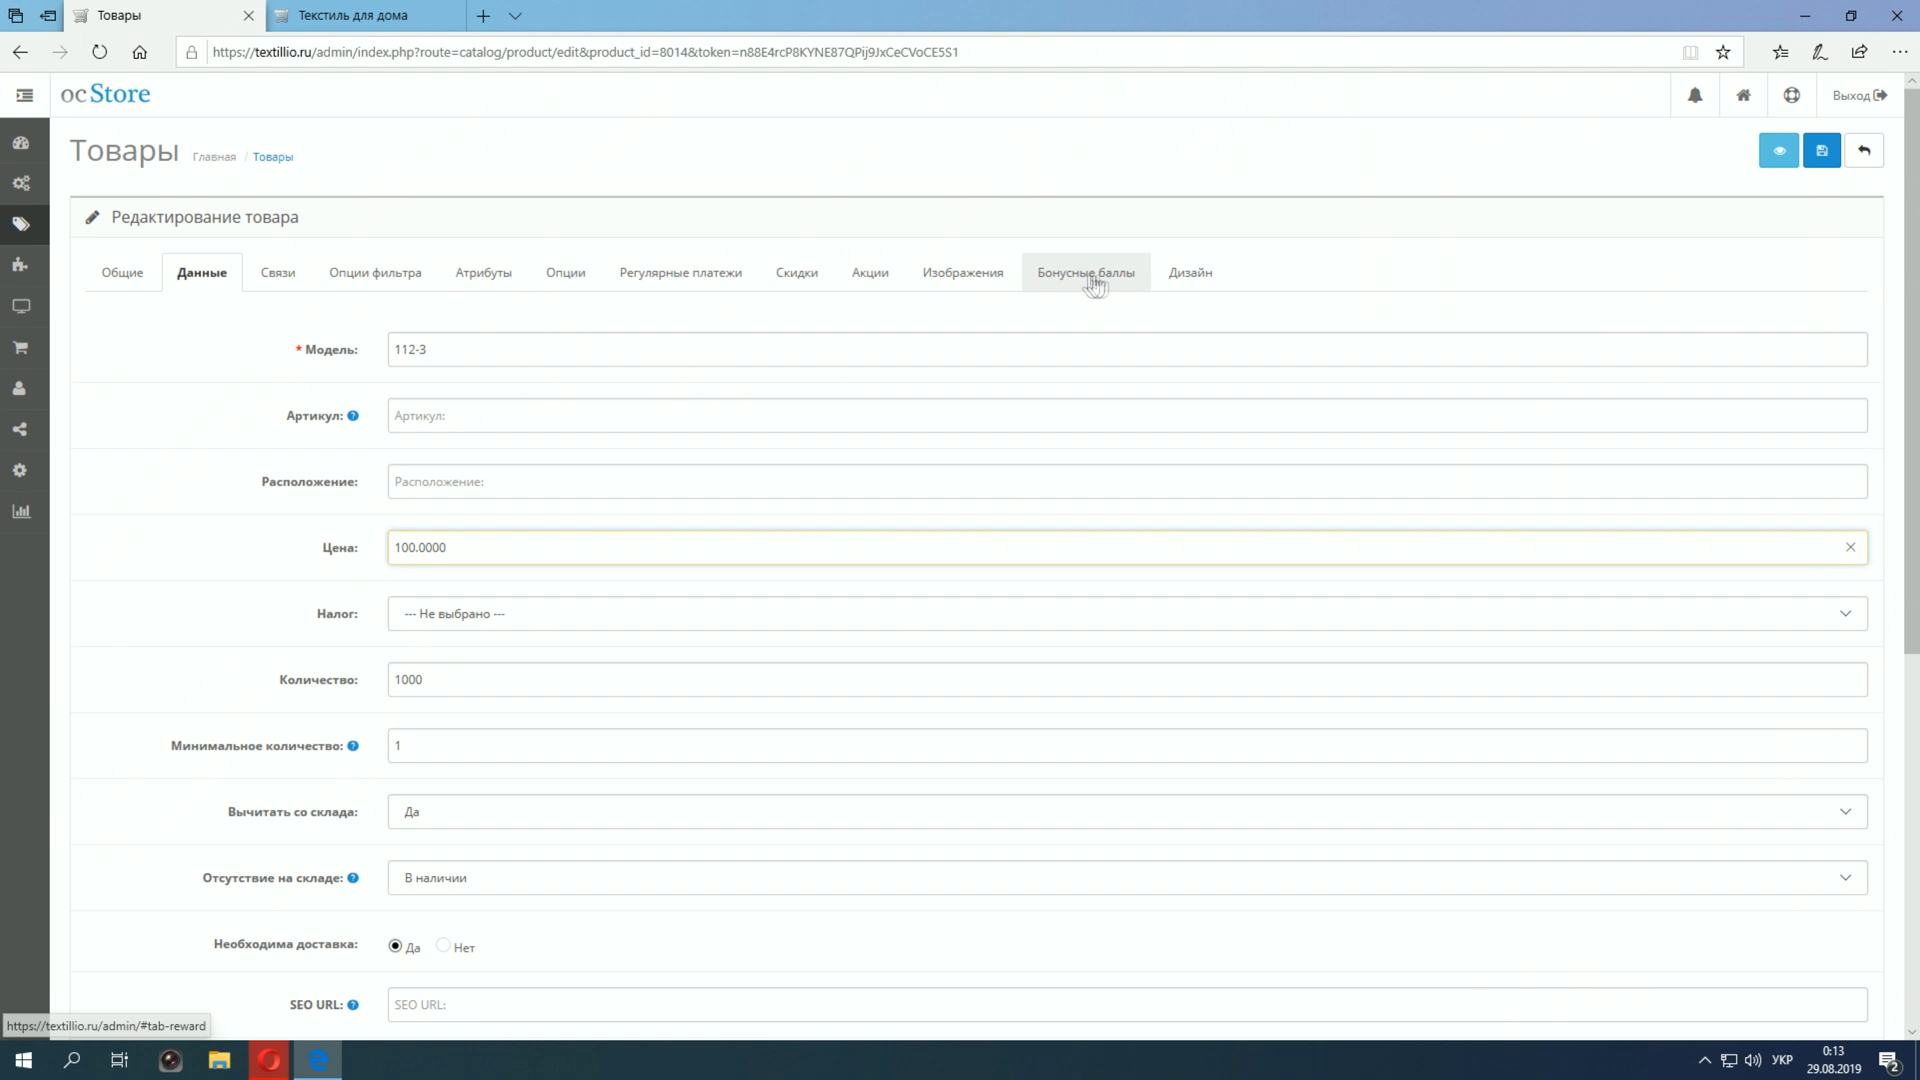 Товары
Текстиль для дома
https://textillio.ru/admin/index.php?route=catalog/product/edit&product_id=8014&token=n88E4rcP8KYNE87QPij9JxCeCVoCE5S1
ocStore
Выход
Товары
Главная / Товары
Редактирование товара
Общие
Данные
Связи
Опции фильтра
Атрибуты
Опции
Регулярные платежи
Скидки
Акции
Изображения
Бонусные баллы
Дизайн
* Модель: 112-3
Артикул: Артикул:
Расположение: Расположение:
Цена: 100.0000
Налог: --- Не выбрано ---
Количество: 1000
Минимальное количество: 1
Вычитать со склада: Да
Отсутствие на складе: В наличии
Необходима доставка: Да Нет
SEO URL: SEO URL:
https://textillio.ru/admin/#tab-reward
УКР
0:13
29.08.2019
2